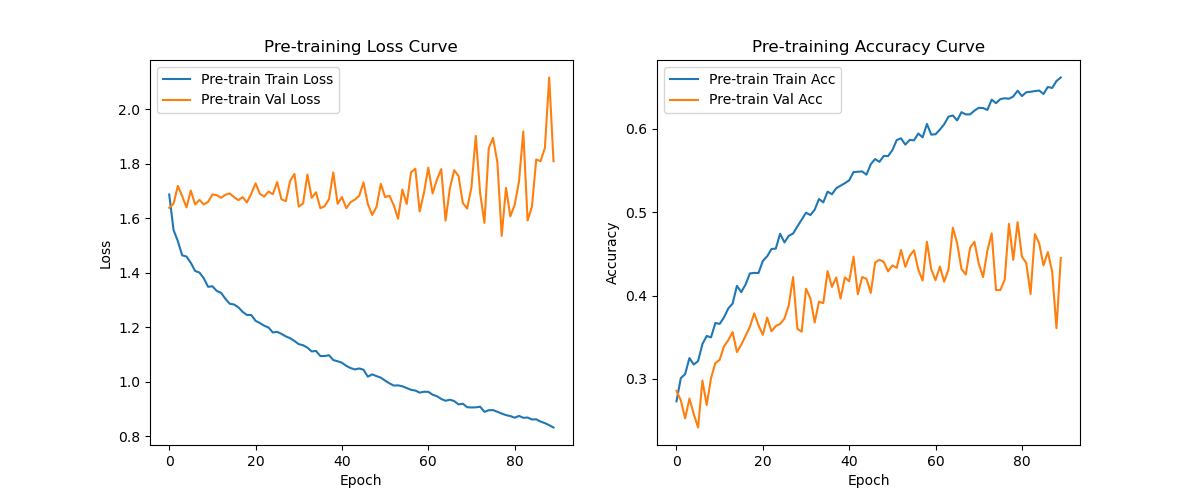 Pre-training Loss Curve
Pre-train Train Loss
Pre-train Val Loss
2.0
1.8
1.6
1.4
1.2
1.0
0.8
Loss
0
20
40
60
80
Epoch
Pre-training Accuracy Curve
Pre-train Train Acc
Pre-train Val Acc
0.6
0.5
0.4
0.3
Accuracy
0
20
40
60
80
Epoch